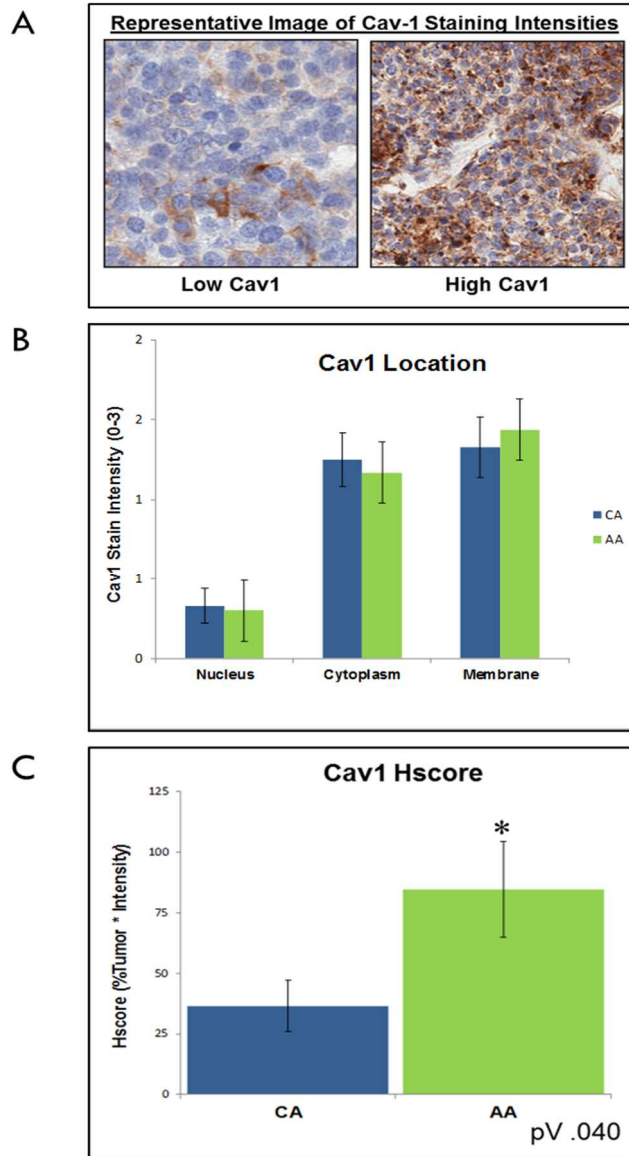 A
Representative Image of Cav-1 Staining Intensities
Low Cav1
High Cav1
B
Cav1 Location
Cav1 Stain Intensity (0-3)
2
2
1
1
0
Nucleus
Cytoplasm
Membrane
CA
AA
C
Cav1 Hscore
Hscore (%Tumor * Intensity)
125
100
75
50
25
0
*
CA
AA
pV .040